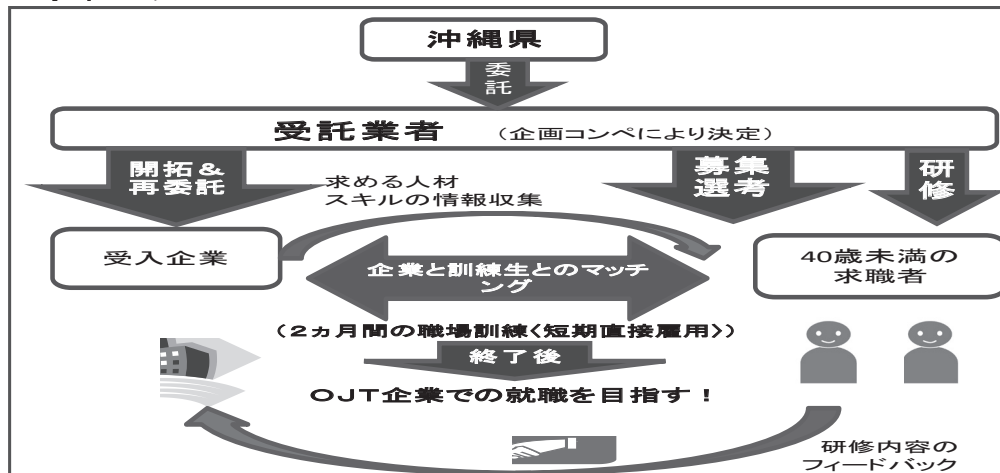 沖縄県
委
託
受託業者 （企画コンペにより決定）
開拓&
再委託
求める人材
スキルの情報収集
募集
選考
研
修
受入企業
企業と訓練生とのマッチ
ング
40歳未満の
求職者
（2ヵ月間の職場訓練〈短期直接雇用〉）
終了後
OJT企業での就職を目指す！
研修内容の
フィードバック